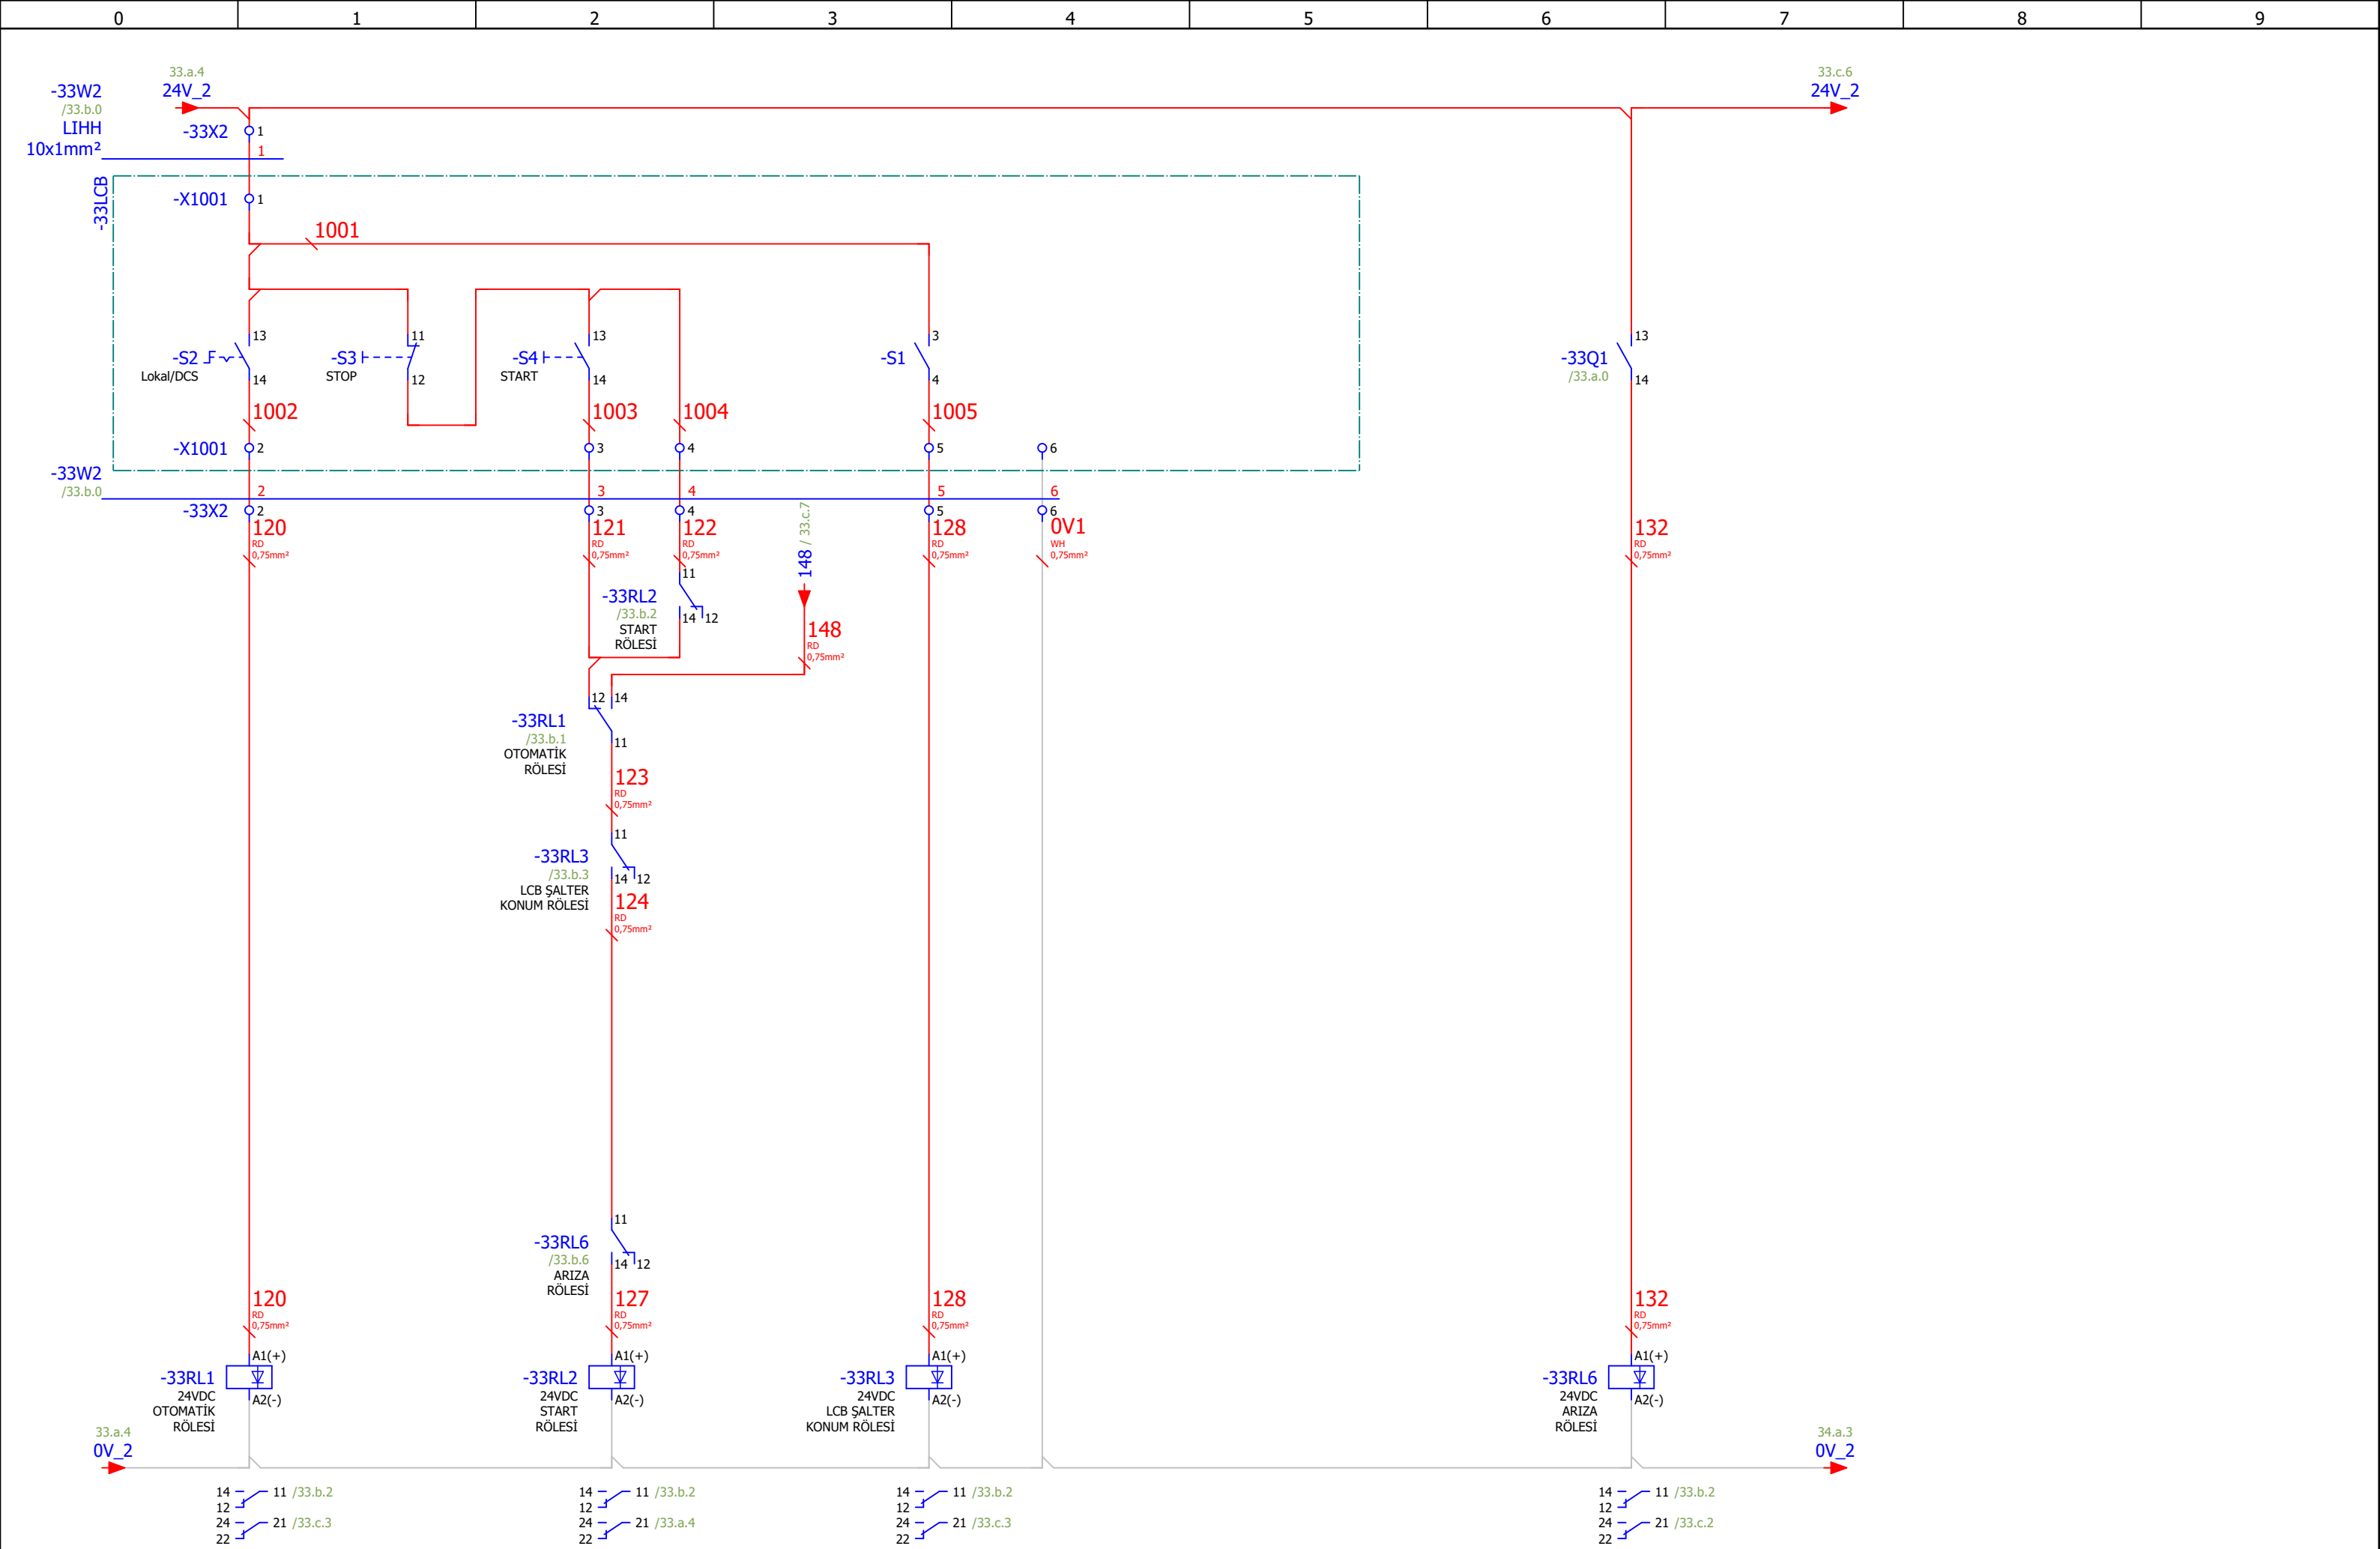 0 1 2 3 4 5 6 7 8 9
33.a.4
24V_2
33.c.6
24V_2
-33W2
/33.b.0
LIHH
10x1mm²
-33X2 1
1
-33LCB
-X1001 1
1001
-S2 13
Lokal/DCS 14
-S3 11
STOP 12
-S4 13
START 14
-S1 3
4
-33Q1 13
/33.a.0 14
1002
1003
1004
1005
-X1001 2 3 4 5 6
-33W2
/33.b.0
2 3 4 5 6
-33X2 2 3 4 5 6
120
RD
0,75mm²
121
RD
0,75mm²
122
RD
0,75mm²
148 / 33.c.7
128
RD
0,75mm²
0V1
WH
0,75mm²
132
RD
0,75mm²
11
-33RL2
/33.b.2
14 12
START
RÖLESİ
148
RD
0,75mm²
12 14
-33RL1
/33.b.1
11
OTOMATİK
RÖLESİ
123
RD
0,75mm²
11
-33RL3
/33.b.3
14 12
LCB ŞALTER
KONUM RÖLESİ
124
RD
0,75mm²
11
-33RL6
/33.b.6
14 12
ARIZA
RÖLESİ
120
RD
0,75mm²
127
RD
0,75mm²
128
RD
0,75mm²
132
RD
0,75mm²
A1(+)
-33RL1
24VDC
A2(-)
OTOMATİK
RÖLESİ
A1(+)
-33RL2
24VDC
A2(-)
START
RÖLESİ
A1(+)
-33RL3
24VDC
A2(-)
LCB ŞALTER
KONUM RÖLESİ
A1(+)
-33RL6
24VDC
A2(-)
ARIZA
RÖLESİ
33.a.4
0V_2
34.a.3
0V_2
14 11 /33.b.2
12
24 21 /33.c.3
22
14 11 /33.b.2
12
24 21 /33.a.4
22
14 11 /33.b.2
12
24 21 /33.c.3
22
14 11 /33.b.2
12
24 21 /33.c.2
22